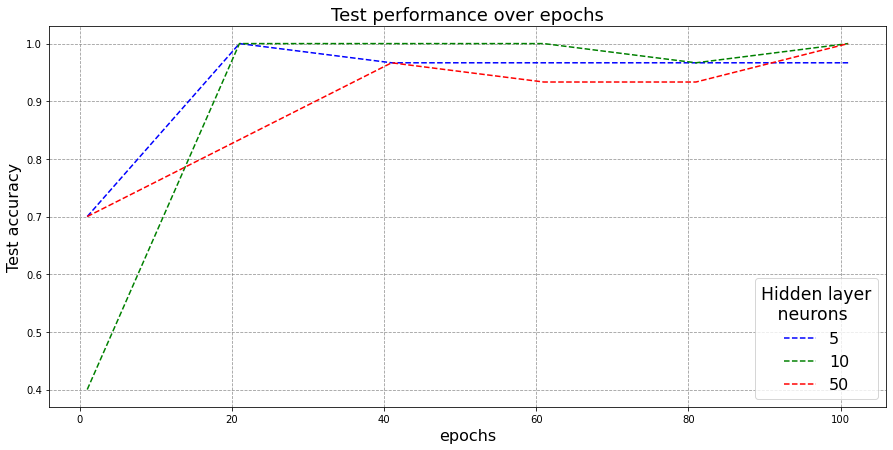 Test performance over epochs
1.0
0.9
0.8
0.7
0.6
0.5
0.4
Test accuracy
0 20 40 60 80 100
epochs
Hidden layer
neurons
5
10
50